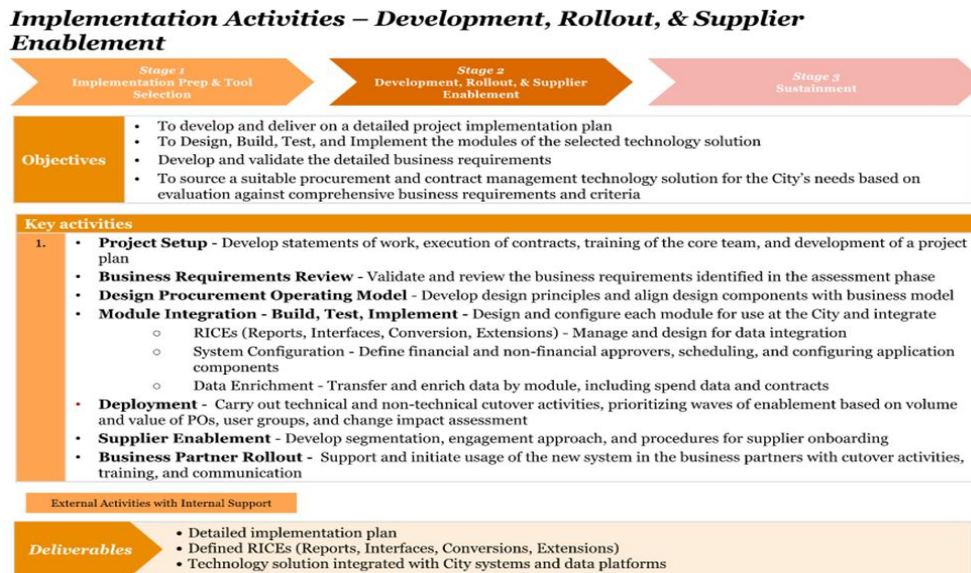 Implementation Activities – Development, Rollout, & Supplier
Enablement
Stage 1
Implementation Prep & Tool
Selection
Stage 2
Development, Rollout, & Supplier
Enablement
Stage 3
Sustainment
Objectives
• To develop and deliver on a detailed project implementation plan
• To Design, Build, Test, and Implement the modules of the selected technology solution
• Develop and validate the detailed business requirements
• To source a suitable procurement and contract management technology solution for the City's needs based on
evaluation against comprehensive business requirements and criteria
Key activities
1.
• Project Setup - Develop statements of work, execution of contracts, training of the core team, and development of a project
plan
• Business Requirements Review - Validate and review the business requirements identified in the assessment phase
• Design Procurement Operating Model - Develop design principles and align design components with business model
• Module Integration - Build, Test, Implement - Design and configure each module for use at the City and integrate
○ RICEs (Reports, Interfaces, Conversion, Extensions) - Manage and design for data integration
○ System Configuration - Define financial and non-financial approvers, scheduling, and configuring application
components
○ Data Enrichment - Transfer and enrich data by module, including spend data and contracts
• Deployment - Carry out technical and non-technical cutover activities, prioritizing waves of enablement based on volume
and value of POs, user groups, and change impact assessment
• Supplier Enablement - Develop segmentation, engagement approach, and procedures for supplier onboarding
• Business Partner Rollout - Support and initiate usage of the new system in the business partners with cutover activities,
training, and communication
External Activities with Internal Support
Deliverables
• Detailed implementation plan
• Defined RICEs (Reports, Interfaces, Conversions, Extensions)
• Technology solution integrated with City systems and data platforms